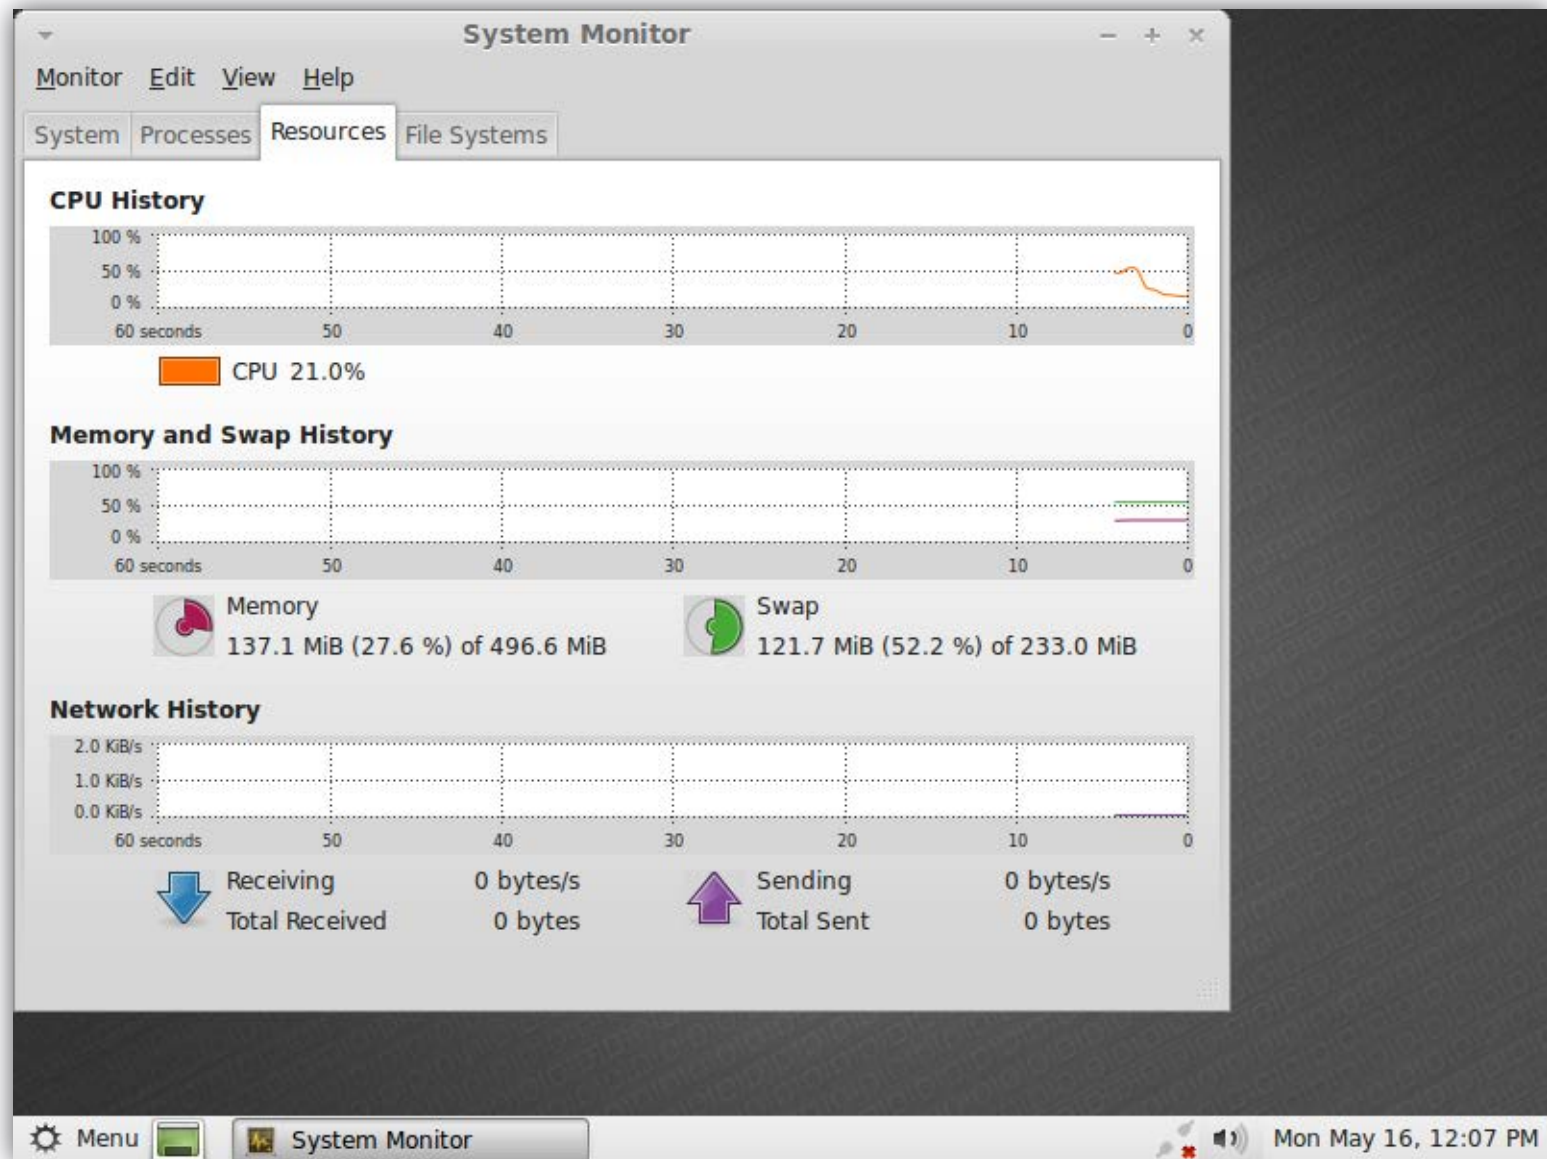 System Monitor
Monitor Edit View Help
System Processes Resources File Systems
CPU History
100 %
50 %
0 %
60 seconds 50 40 30 20 10 0
CPU 21.0%
Memory and Swap History
100 %
50 %
0 %
60 seconds 50 40 30 20 10 0
Memory Swap
137.1 MiB (27.6 %) of 496.6 MiB 121.7 MiB (52.2 %) of 233.0 MiB
Network History
2.0 KiB/s
1.0 KiB/s
0.0 KiB/s
60 seconds 50 40 30 20 10 0
Receiving 0 bytes/s Sending 0 bytes/s
Total Received 0 bytes Total Sent 0 bytes
Menu System Monitor Mon May 16, 12:07 PM